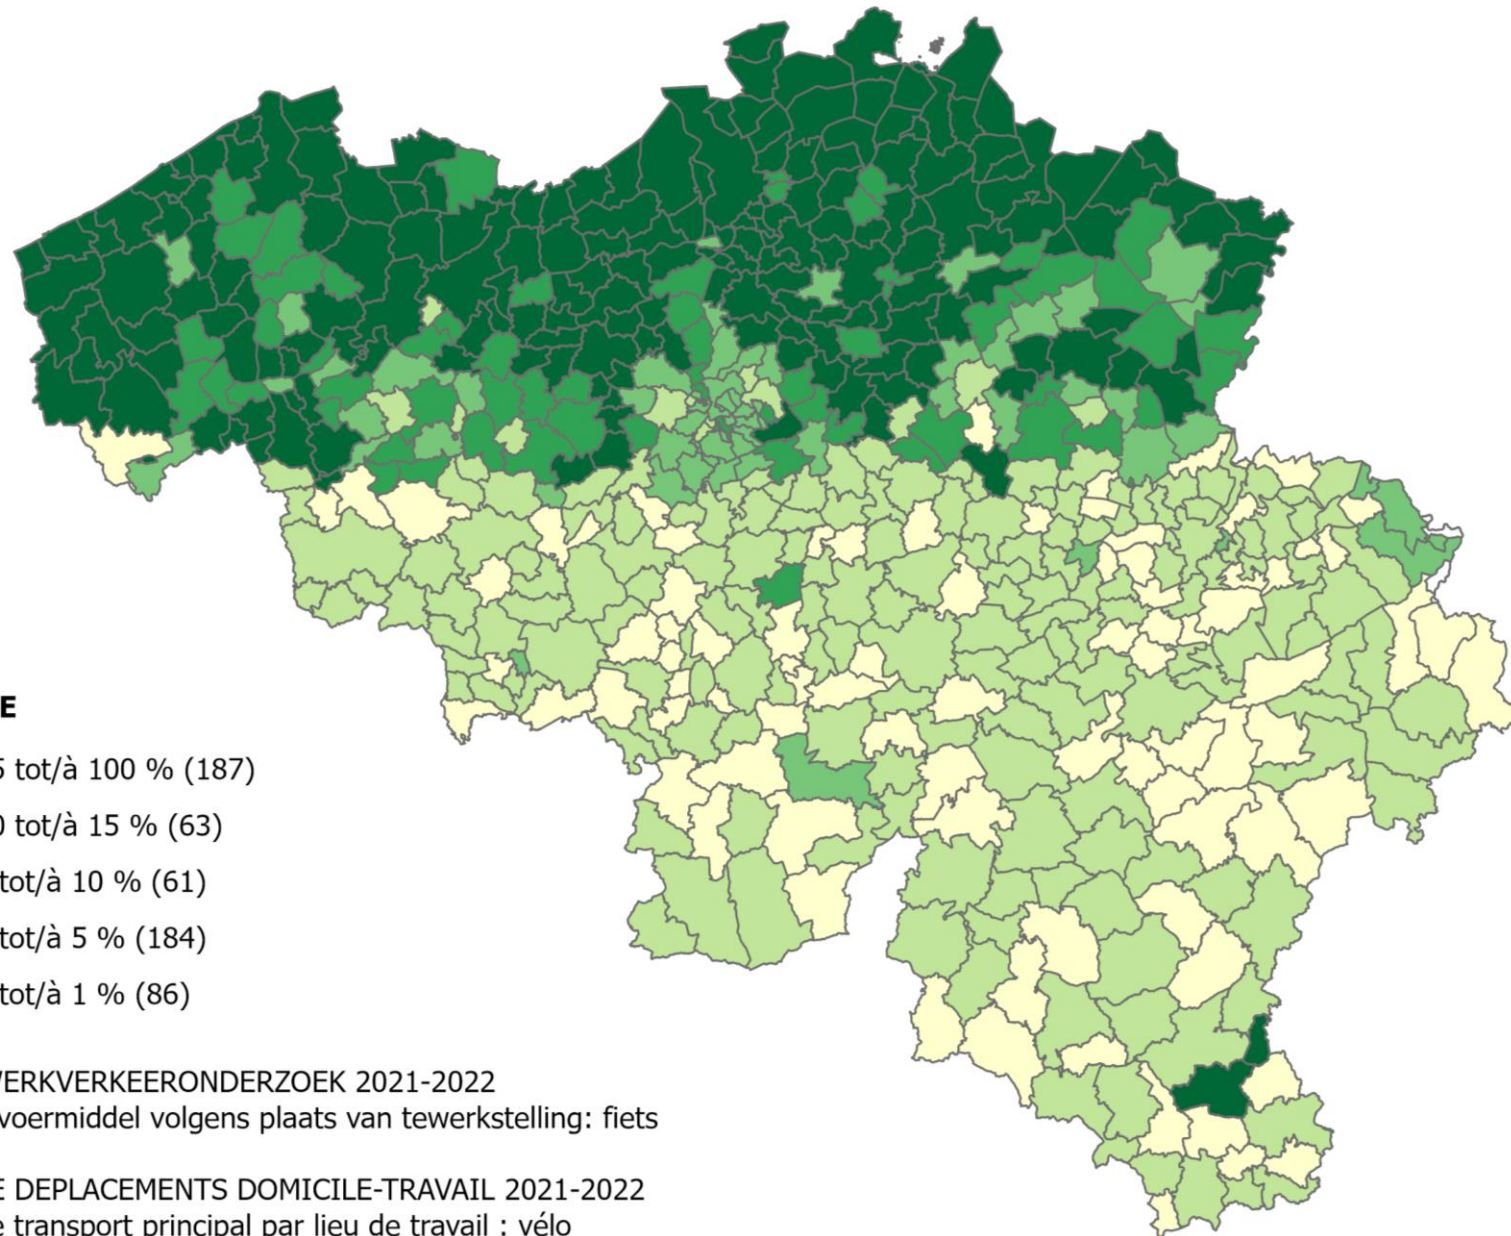 E
5 tot/à 100 % (187)
0 tot/à 15 % (63)
tot/à 10 % (61)
tot/à 5 % (184)
tot/à 1 % (86)
WERKVERKEERONDERZOEK 2021-2022
voermiddel volgens plaats van tewerkstelling: fiets
E DEPLACEMENTS DOMICILE-TRAVAIL 2021-2022
e transport principal par lieu de travail : vélo